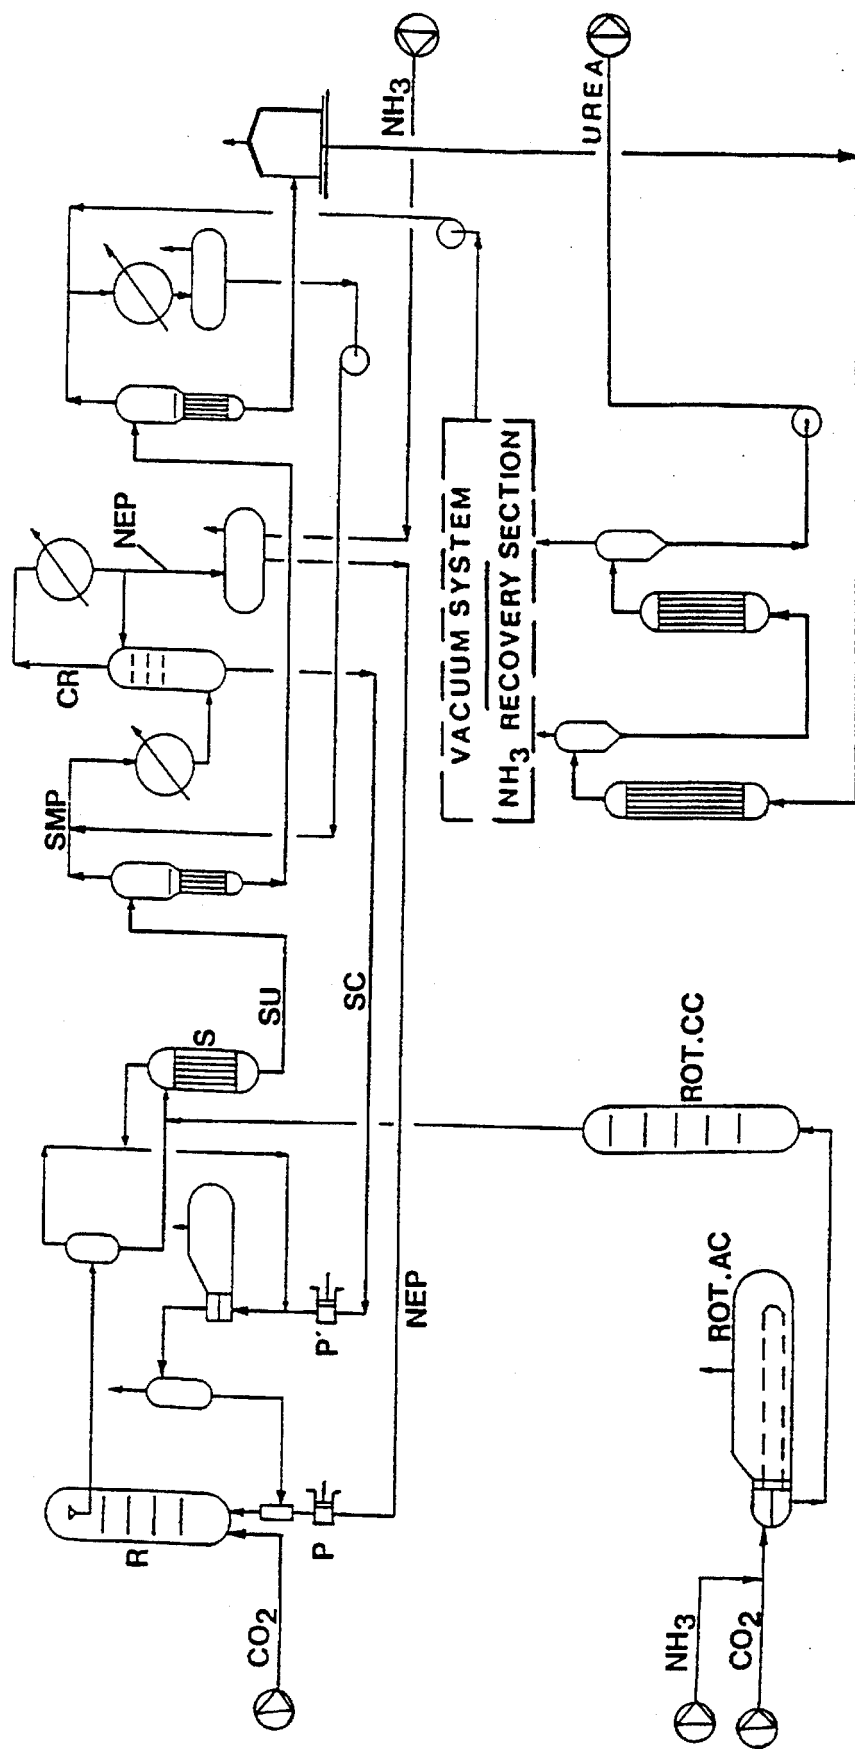 CO2
R
P
P'
NEP
S
SU
SC
SMP
CR
NEP
NH3
UREA
VACUUM SYSTEM
NH3 RECOVERY SECTION
NH3
CO2
ROT.AC
ROT.CC